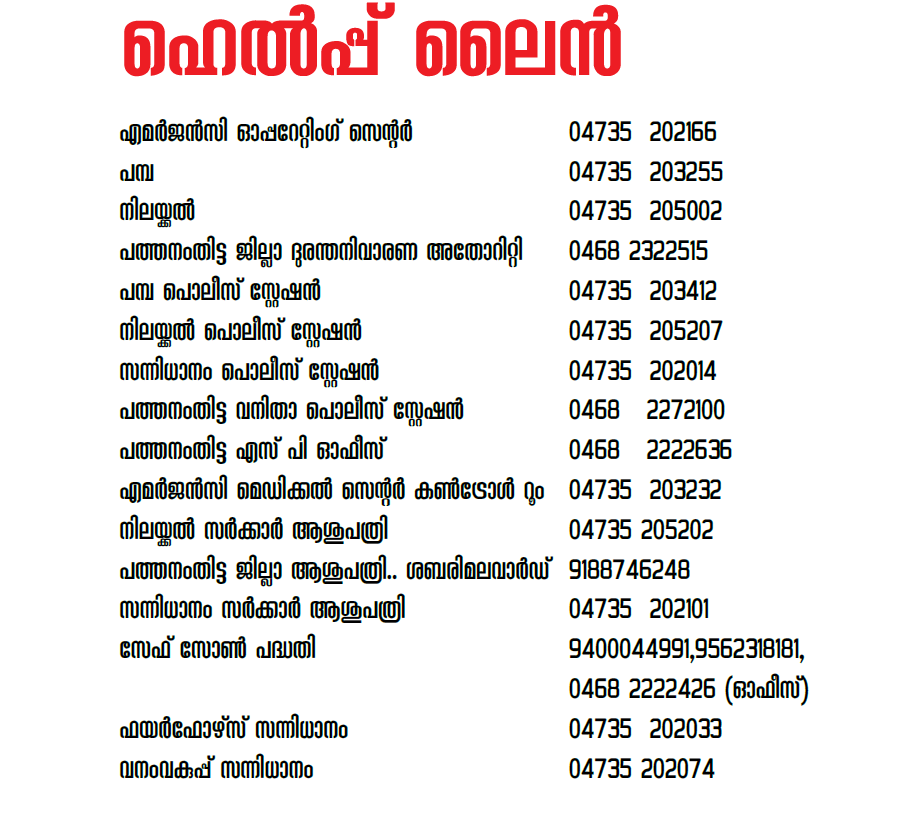 ഹെൽപ്പ് ലൈൻ
എമർജൻസി ഓപ്പറേറ്റിംഗ് സെന്റർ 04735 202166
പമ്പ 04735 203255
നിലയ്ക്കൽ 04735 205002
പത്തനംതിട്ട ജില്ലാ ദുരന്തനിവാരണ അതോറിറ്റി 0468 2322515
പമ്പ പൊലീസ് സ്റ്റേഷൻ 04735 203412
നിലയ്ക്കൽ പൊലീസ് സ്റ്റേഷൻ 04735 205207
സന്നിധാനം പൊലീസ് സ്റ്റേഷൻ 04735 202014
പത്തനംതിട്ട വനിതാ പൊലീസ് സ്റ്റേഷൻ 0468 2272100
പത്തനംതിട്ട എസ് പി ഓഫീസ് 0468 2222636
എമർജൻസി മെഡിക്കൽ സെന്റർ കൺട്രോൾ റൂം 04735 203232
നിലയ്ക്കൽ സർക്കാർ ആശുപത്രി 04735 205202
പത്തനംതിട്ട ജില്ലാ ആശുപത്രി.. ശബരിമലവാർഡ് 9188746248
സന്നിധാനം സർക്കാർ ആശുപത്രി 04735 202101
സേഫ് സോൺ പദ്ധതി 9400044991,9562318181,
0468 2222426 (ഓഫീസ്)
ഫയർഫോഴ്സ് സന്നിധാനം 04735 202033
വനംവകുപ്പ് സന്നിധാനം 04735 202074